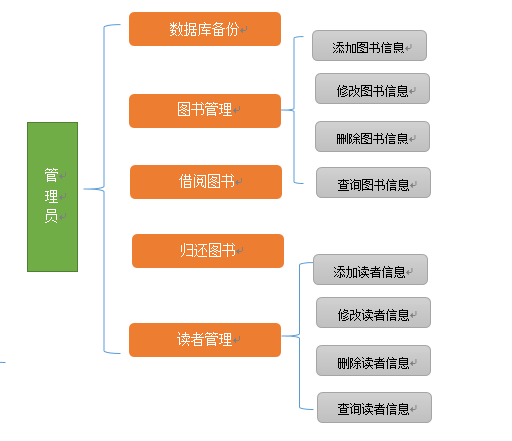 管
理
员
数据库备份
图书管理
借阅图书
归还图书
读者管理
添加图书信息
修改图书信息
删除图书信息
查询图书信息
添加读者信息
修改读者信息
删除读者信息
查询读者信息